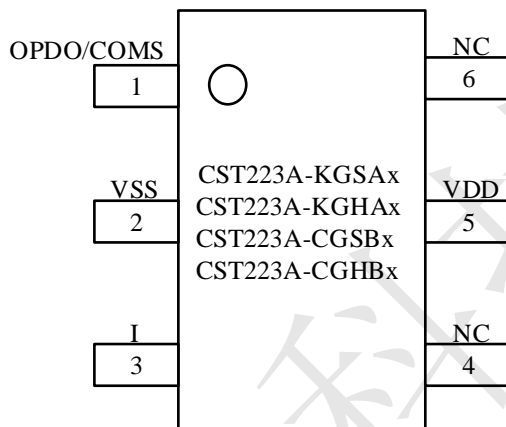 OPDO/COMS
1
NC
6
CST223A-KGSAx
CST223A-KGHAx
CST223A-CGSBx
CST223A-CGHBx
VSS
2
VDD
5
I
3
NC
4